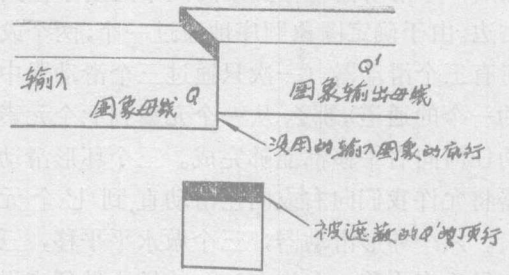 输入
图象母线 Q
Q'
图象输出母线
没用的输入图象的底行
被遮蔽的Q'的顶行